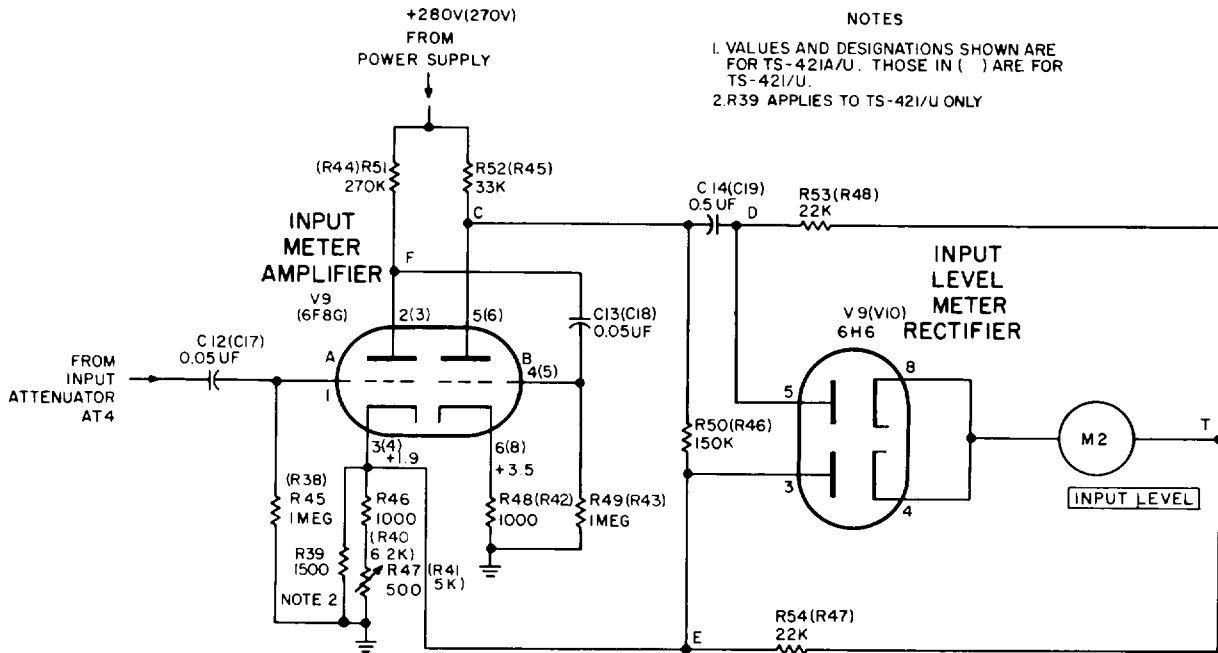 +280V(270V)
FROM
POWER SUPPLY
NOTES
1. VALUES AND DESIGNATIONS SHOWN ARE
FOR TS-421A/U. THOSE IN ( ) ARE FOR
TS-421/U.
2.R39 APPLIES TO TS-421/U ONLY
(R44)R51
270K
R52(R45)
33K
C
C14(C19)
0.5UF
D
R53(R48)
22K
INPUT
METER
AMPLIFIER
V9
(6F8G)
F
2(3)
5(6)
C13(C18)
0.05UF
INPUT
LEVEL
METER
RECTIFIER
V9(V10)
6H6
C12(C17)
0.05UF
FROM
INPUT
ATTENUATOR
AT4
A
1
B
4(5)
5
8
3(4)
+1.9
6(8)
+3.5
R50(R46)
150K
3
4
M2
T
INPUT LEVEL
(R38)
R45
1MEG
R46
1000
(R40
6.2K)
R48(R42)
1000
R49(R43)
1MEG
R39
1500
NOTE 2
R47(R41
500 5K)
E
R54(R47)
22K